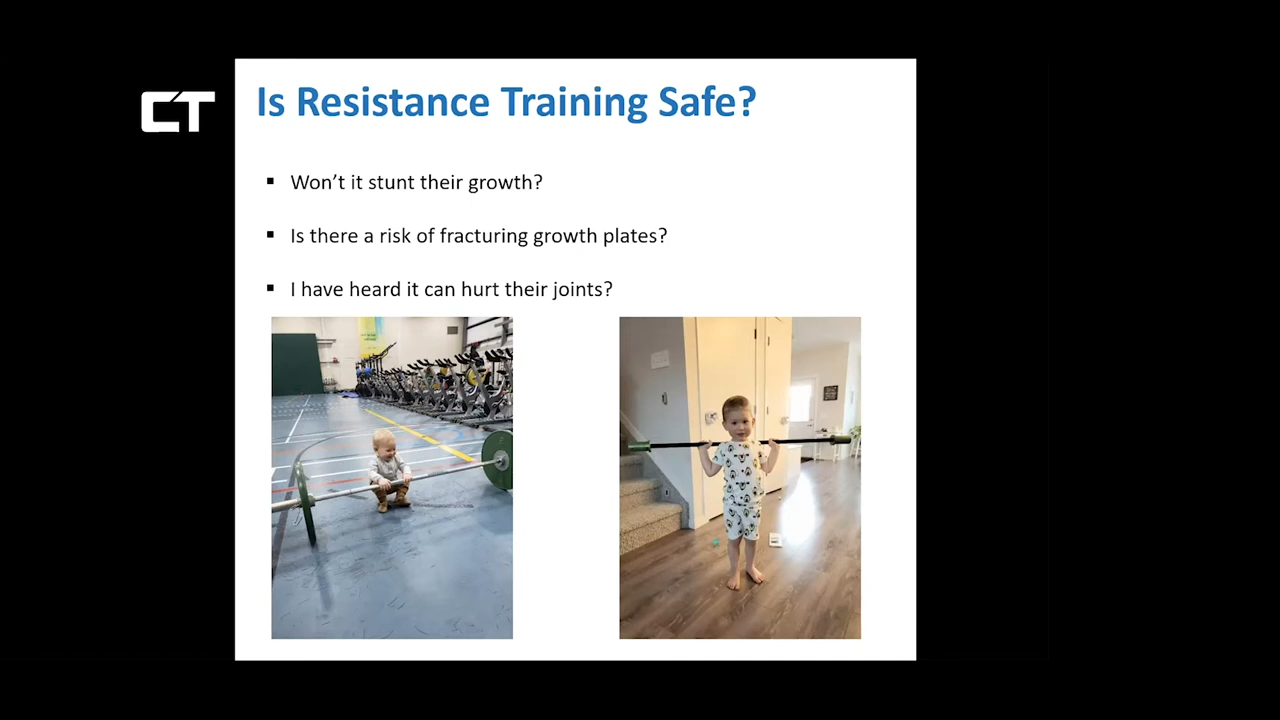 CT
Is Resistance Training Safe?
Won’t it stunt their growth?
Is there a risk of fracturing growth plates?
I have heard it can hurt their joints?